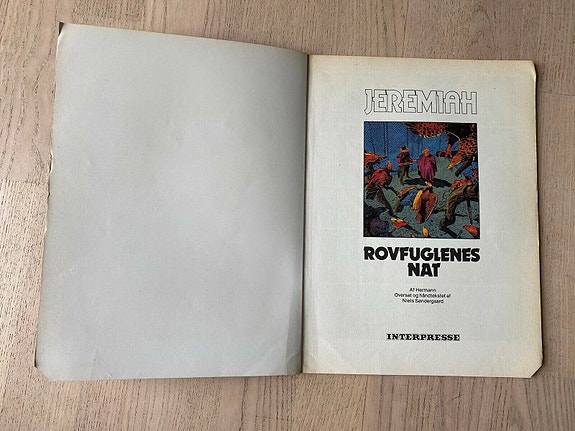 JEREMIAH
ROVFUGLENES
NAT
Af Hermann
Oversat og håndtekstet af
Niels Søndergaard
INTERPRESSE